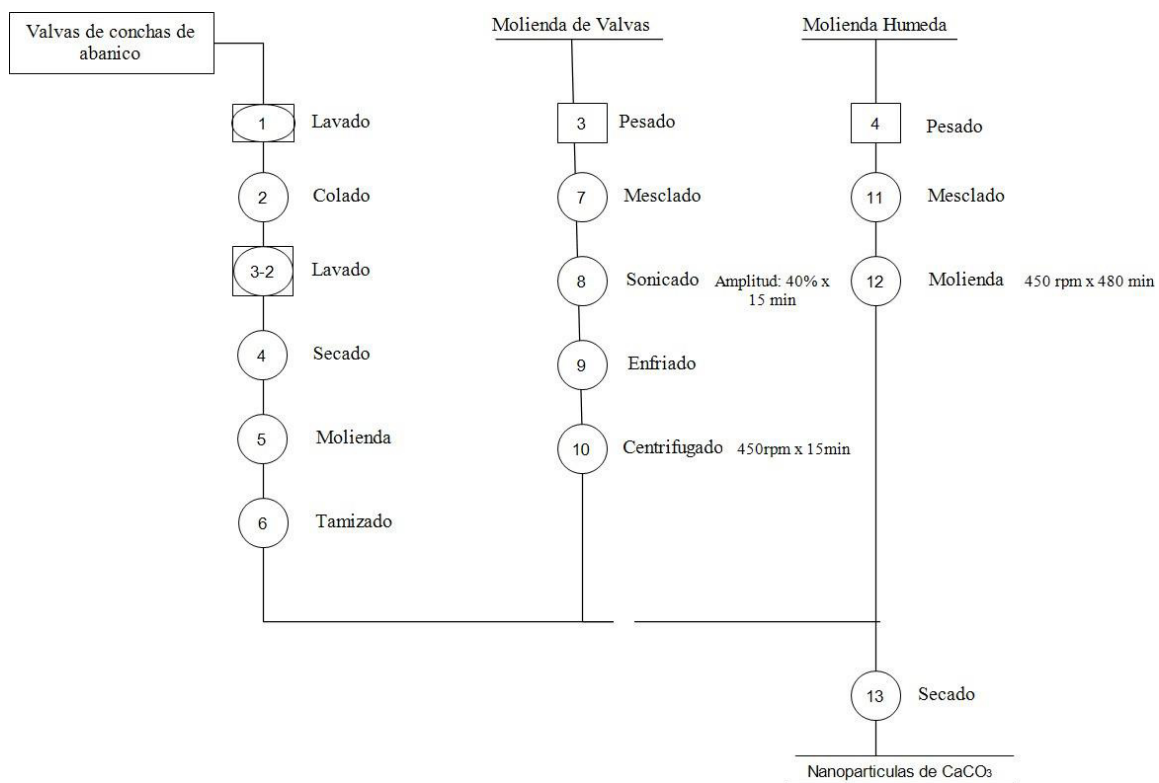 Valvas de conchas de
abanico
1
Lavado
2
Colado
3-2
Lavado
4
Secado
5
Molienda
6
Tamizado
Molienda de Valvas
3
Pesado
7
Mesclado
8
Sonicado
Amplitud: 40% x
15 min
9
Enfriado
10
Centrifugado
450rpm x 15min
Molienda Humeda
4
Pesado
11
Mesclado
12
Molienda
450 rpm x 480 min
13
Secado
Nanoparticulas de CaCO₃